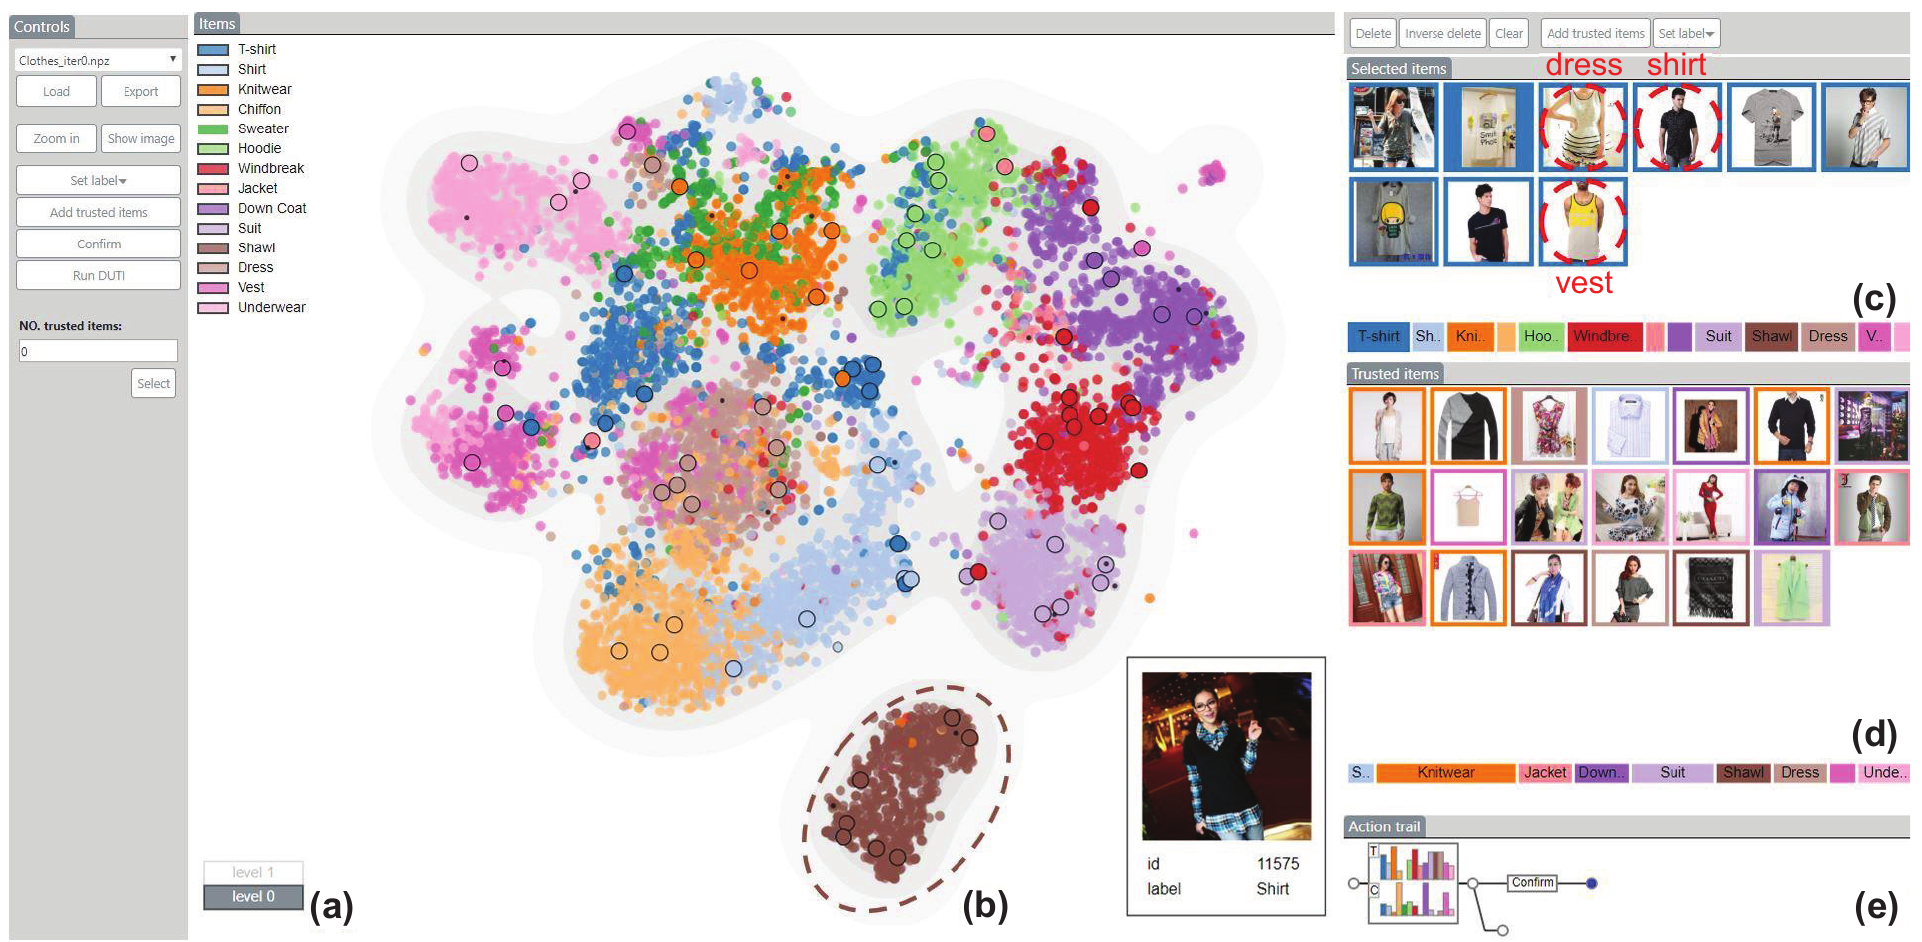 Controls
Clothes_iter0.npz
Load
Export
Zoom in
Show image
Set label
Add trusted items
Confirm
Run DUTI
NO. trusted items:
0
Select
(a)
Items
T-shirt
Shirt
Knitwear
Chiffon
Sweater
Hoodie
Windbreak
Jacket
Down Coat
Suit
Shawl
Dress
Vest
Underwear
level 1
level 0
(b)
id 11575
label Shirt
Delete
Inverse delete
Clear
Add trusted items
Set label
Selected items
dress
shirt
vest
(c)
T-shirt
Sh..
Kni..
Hoo..
Windbre..
Suit
Shawl
Dress
V..
Trusted items
(d)
S..
Knitwear
Jacket
Down..
Suit
Shawl
Dress
Unde..
Action trail
T
C
Confirm
(e)